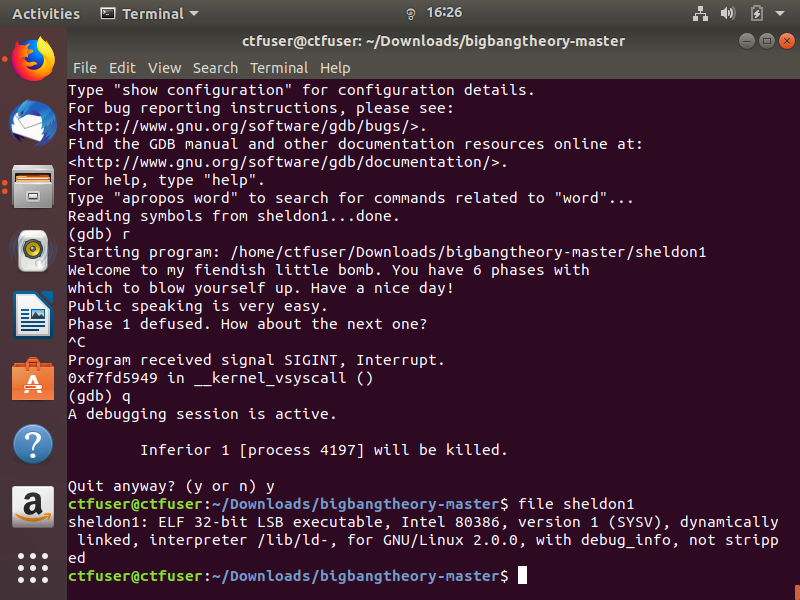 Activities Terminal 16:26
ctfuser@ctfuser: ~/Downloads/bigbangtheory-master
File Edit View Search Terminal Help
Type "show configuration" for configuration details.
For bug reporting instructions, please see:
<http://www.gnu.org/software/gdb/bugs/>.
Find the GDB manual and other documentation resources online at:
<http://www.gnu.org/software/gdb/documentation/>.
For help, type "help".
Type "apropos word" to search for commands related to "word"...
Reading symbols from sheldon1...done.
(gdb) r
Starting program: /home/ctfuser/Downloads/bigbangtheory-master/sheldon1
Welcome to my fiendish little bomb. You have 6 phases with
which to blow yourself up. Have a nice day!
Public speaking is very easy.
Phase 1 defused. How about the next one?
^C
Program received signal SIGINT, Interrupt.
0xf7fd5949 in __kernel_vsyscall ()
(gdb) q
A debugging session is active.
Inferior 1 [process 4197] will be killed.
Quit anyway? (y or n) y
ctfuser@ctfuser:~/Downloads/bigbangtheory-master$ file sheldon1
sheldon1: ELF 32-bit LSB executable, Intel 80386, version 1 (SYSV), dynamically
linked, interpreter /lib/ld-, for GNU/Linux 2.0.0, with debug_info, not stripp
ed
ctfuser@ctfuser:~/Downloads/bigbangtheory-master$